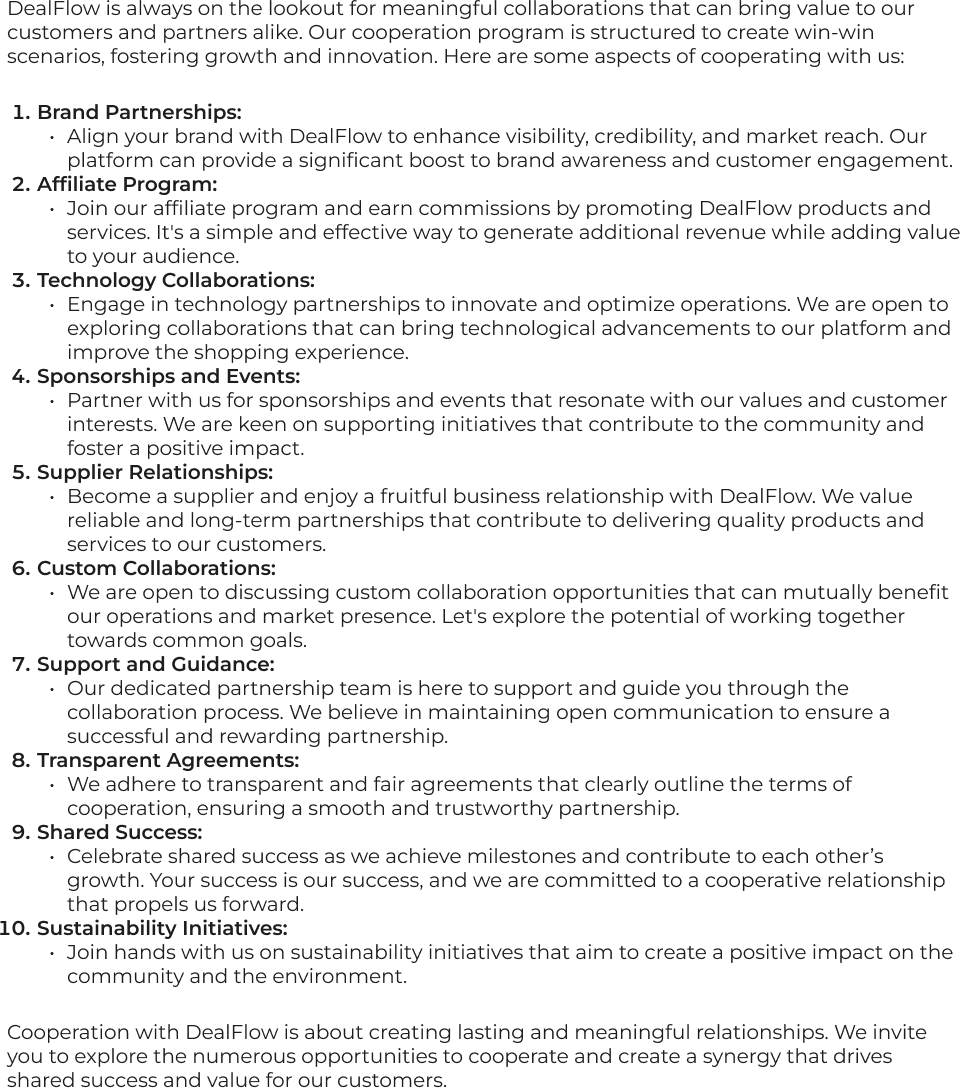 DealFlow is always on the lookout for meaningful collaborations that can bring value to our
customers and partners alike. Our cooperation program is structured to create win-win
scenarios, fostering growth and innovation. Here are some aspects of cooperating with us:
1. Brand Partnerships:
• Align your brand with DealFlow to enhance visibility, credibility, and market reach. Our
platform can provide a significant boost to brand awareness and customer engagement.
2. Affiliate Program:
• Join our affiliate program and earn commissions by promoting DealFlow products and
services. It's a simple and effective way to generate additional revenue while adding value
to your audience.
3. Technology Collaborations:
• Engage in technology partnerships to innovate and optimize operations. We are open to
exploring collaborations that can bring technological advancements to our platform and
improve the shopping experience.
4. Sponsorships and Events:
• Partner with us for sponsorships and events that resonate with our values and customer
interests. We are keen on supporting initiatives that contribute to the community and
foster a positive impact.
5. Supplier Relationships:
• Become a supplier and enjoy a fruitful business relationship with DealFlow. We value
reliable and long-term partnerships that contribute to delivering quality products and
services to our customers.
6. Custom Collaborations:
• We are open to discussing custom collaboration opportunities that can mutually benefit
our operations and market presence. Let's explore the potential of working together
towards common goals.
7. Support and Guidance:
• Our dedicated partnership team is here to support and guide you through the
collaboration process. We believe in maintaining open communication to ensure a
successful and rewarding partnership.
8. Transparent Agreements:
• We adhere to transparent and fair agreements that clearly outline the terms of
cooperation, ensuring a smooth and trustworthy partnership.
9. Shared Success:
• Celebrate shared success as we achieve milestones and contribute to each other’s
growth. Your success is our success, and we are committed to a cooperative relationship
that propels us forward.
10. Sustainability Initiatives:
• Join hands with us on sustainability initiatives that aim to create a positive impact on the
community and the environment.
Cooperation with DealFlow is about creating lasting and meaningful relationships. We invite
you to explore the numerous opportunities to cooperate and create a synergy that drives
shared success and value for our customers.